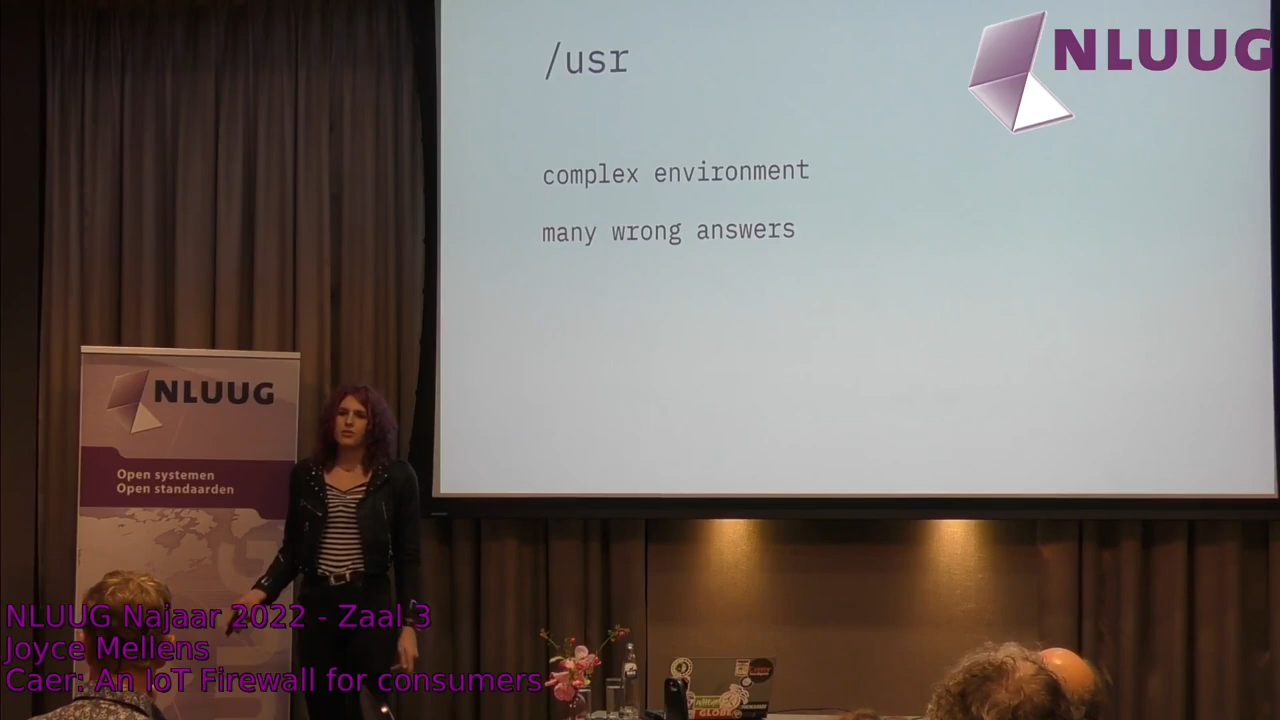 /usr
NLUUG
complex environment
many wrong answers
NLUUG
Open systemen
Open standaarden
NLUUG Najaar 2022 - Zaal 3
Joyce Mellens
Caer: An IoT Firewall for consumers
GLOBE